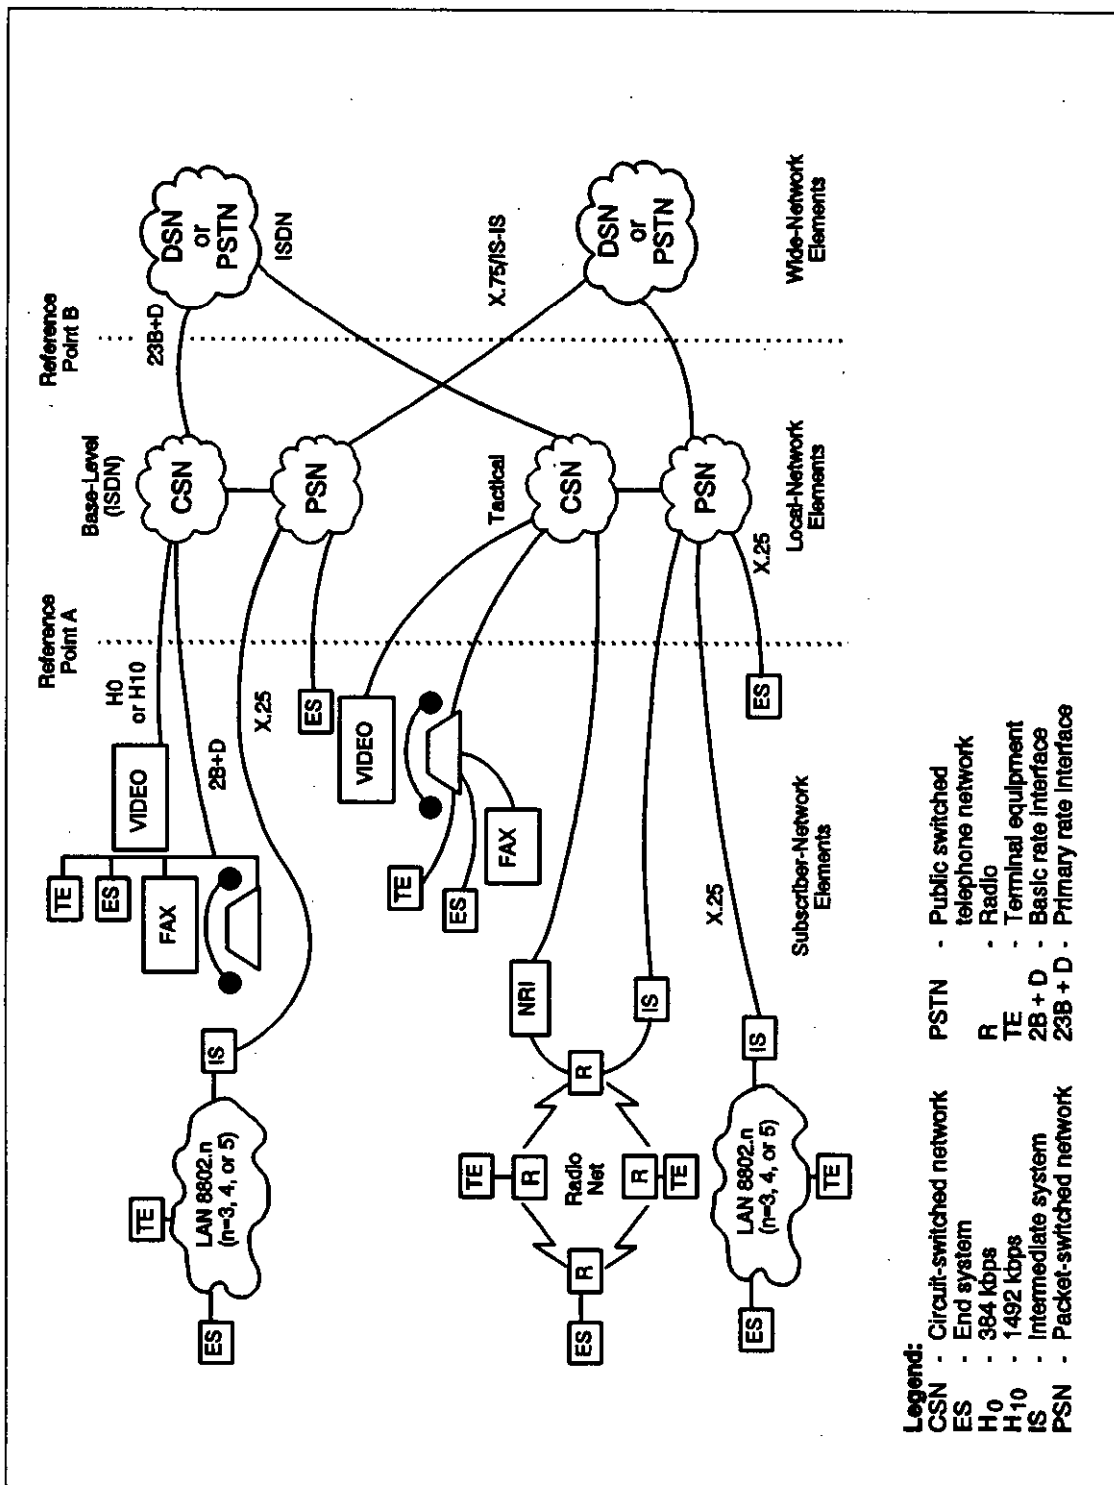 Reference
Point A
Reference
Point B
Base-Level
(ISDN)
H0
or H10
VIDEO
CSN
23B+D
DSN
or
PSTN
TE
ES
FAX
2B+D
ISDN
ES
TE
LAN 8802.n
(n=3, 4, or 5)
IS
X.25
ES
PSN
VIDEO
Tactical
X.75/IS-IS
TE
ES
FAX
NRI
CSN
DSN
or
PSTN
ES
R
TE
R
Radio
Net
R
TE
R
IS
PSN
ES
LAN 8802.n
(n=3, 4, or 5)
TE
IS
X.25
ES
X.25
Subscriber-Network
Elements
Local-Network
Elements
Wide-Network
Elements
Legend:
CSN - Circuit-switched network
ES - End system
H0 - 384 kbps
H10 - 1492 kbps
IS - Intermediate system
PSN - Packet-switched network
PSTN - Public switched
telephone network
R - Radio
TE - Terminal equipment
2B + D - Basic rate interface
23B + D - Primary rate interface